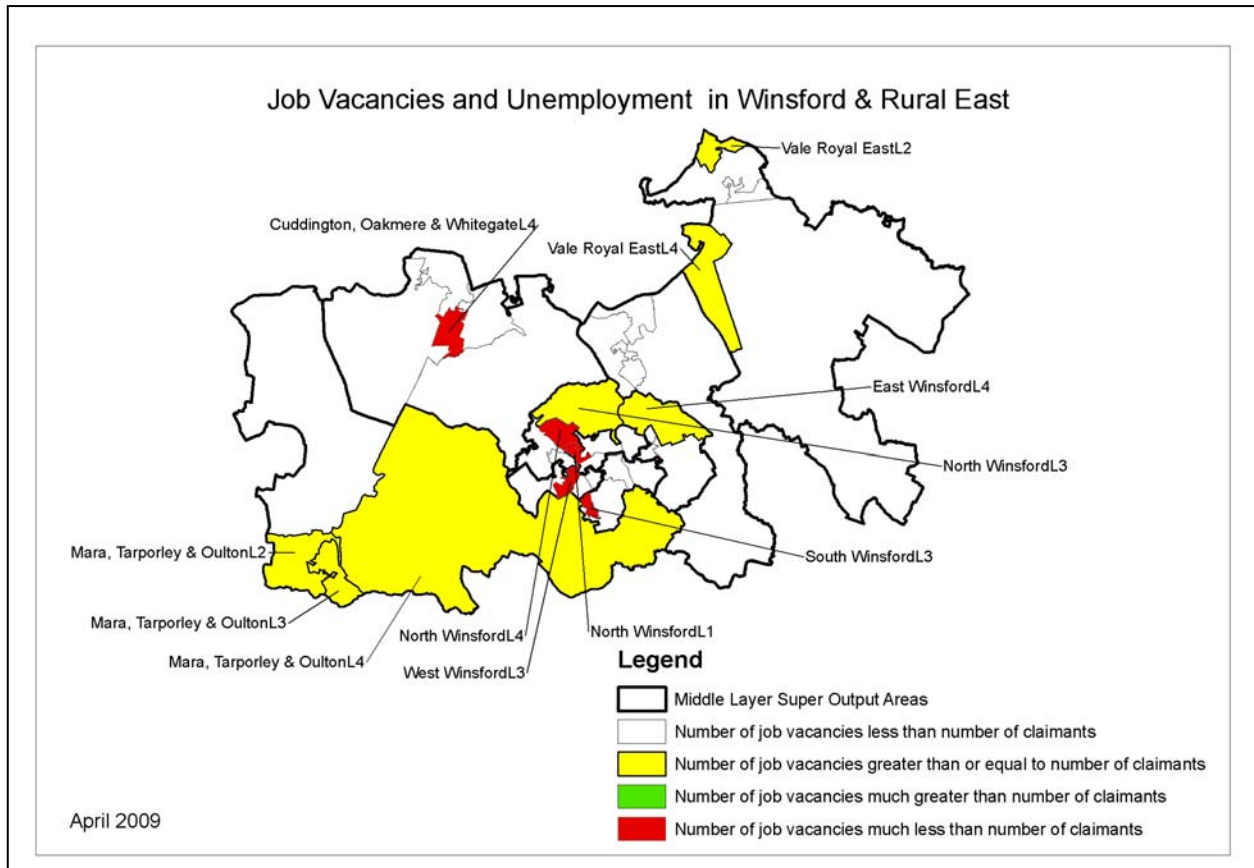 Job Vacancies and Unemployment in Winsford & Rural East
Vale Royal EastL2
Cuddington, Oakmere & WhitegateL4
Vale Royal EastL4
East WinsfordL4
North WinsfordL3
Mara, Tarporley & OultonL2
South WinsfordL3
Mara, Tarporley & OultonL3
North WinsfordL4
North WinsfordL1
Mara, Tarporley & OultonL4
West WinsfordL3
Legend
Middle Layer Super Output Areas
Number of job vacancies less than number of claimants
Number of job vacancies greater than or equal to number of claimants
Number of job vacancies much greater than number of claimants
Number of job vacancies much less than number of claimants
April 2009